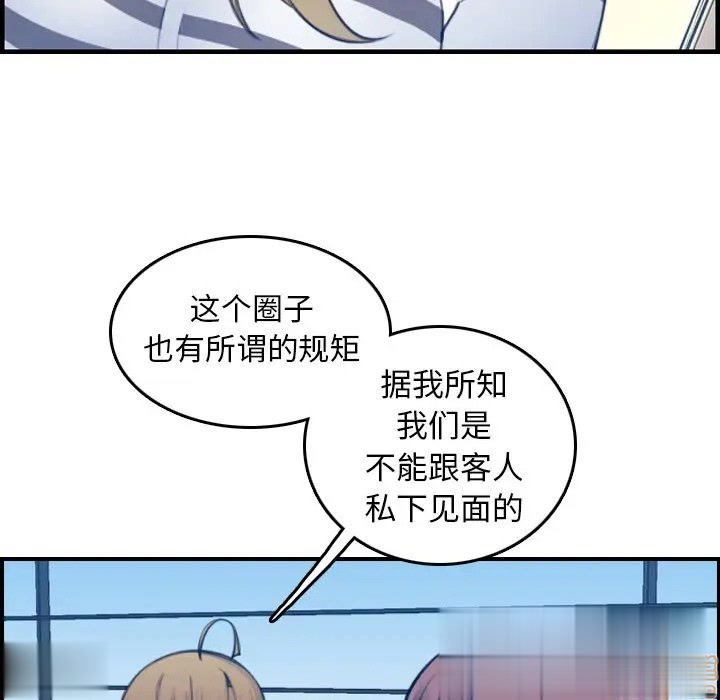 这个圈子
也有所谓的规矩
据我所知
我们是
不能跟客人
私下见面的